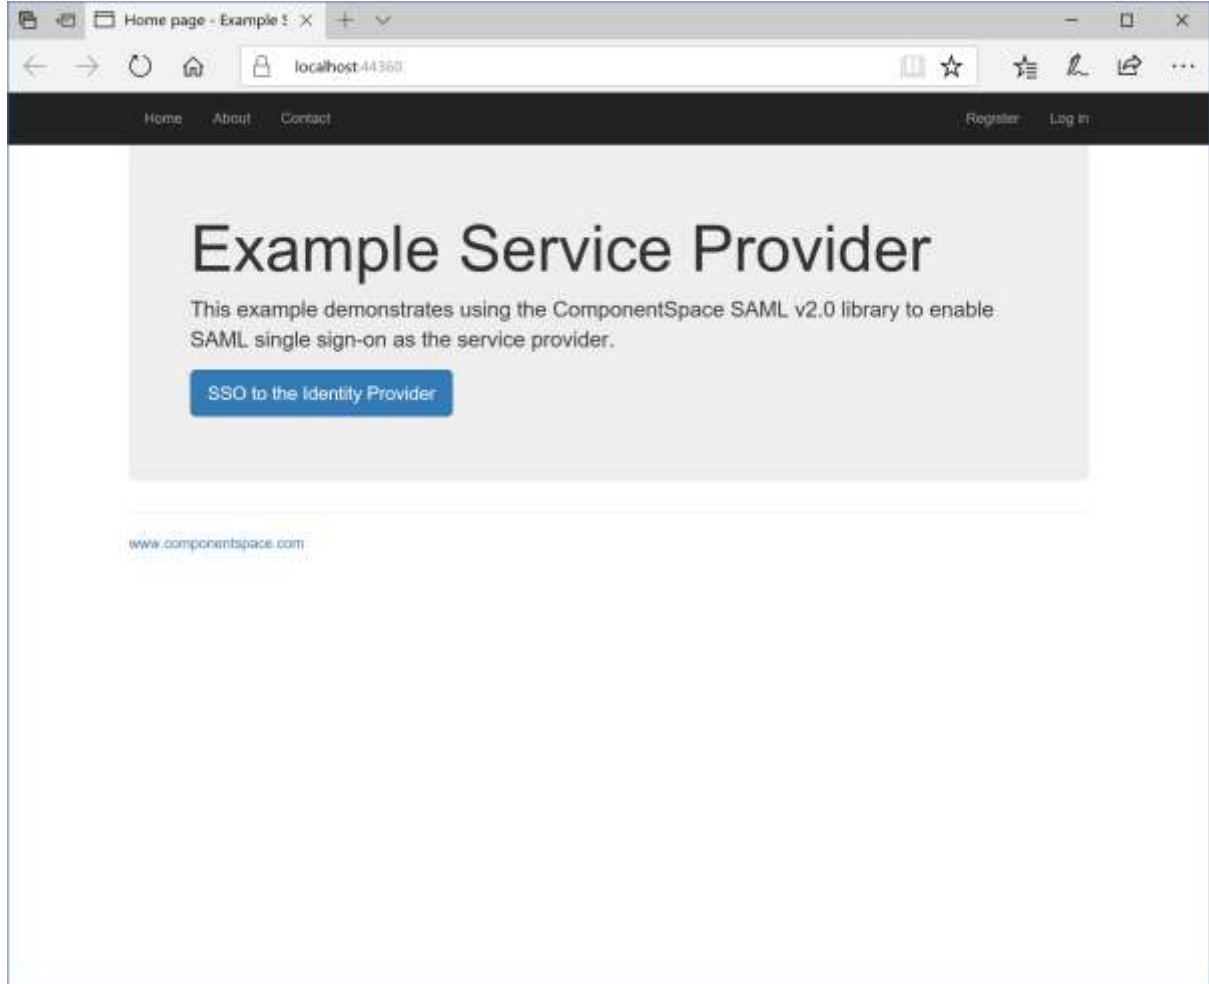 Home page - Example S
localhost:44360
Home About Contact Register Log in
Example Service Provider
This example demonstrates using the ComponentSpace SAML v2.0 library to enable
SAML single sign-on as the service provider.
SSO to the Identity Provider
www.componentspace.com